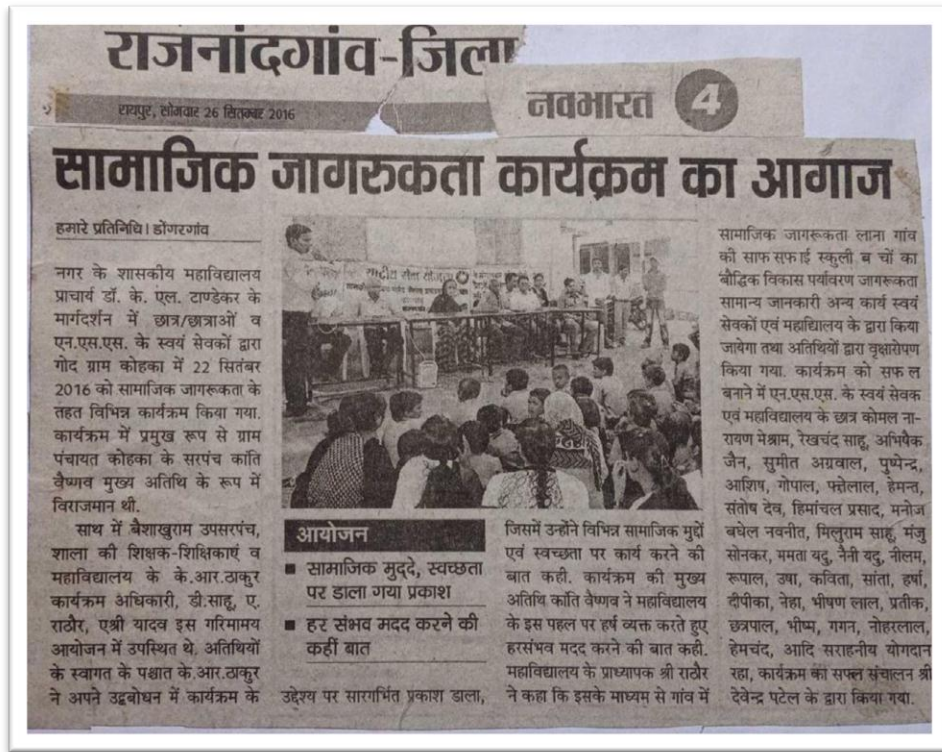 राजनांदगांव-जिला
रायपुर, सोमवार 26 सितम्बर 2016
नवभारत 4
सामाजिक जागरुकता कार्यक्रम का आगाज
हमारे प्रतिनिधि। डोंगरगांव
नगर के शासकीय महाविद्यालय
प्राचार्य डॉ. के. एल. टाण्डेकर के
मार्गदर्शन में छात्र/छात्राओं व
एन.एस.एस. के स्वयं सेवकों द्वारा
गोद ग्राम कोहका में 22 सितंबर
2016 को सामाजिक जागरुकता के
तहत विभिन्न कार्यक्रम किया गया.
कार्यक्रम में प्रमुख रूप से ग्राम
पंचायत कोहका के सरपंच कांति
वैष्णव मुख्य अतिथि के रूप में
विराजमान थी.
साथ में बैशाखुराम उपसरपंच,
शाला की शिक्षक-शिक्षिकाएं व
महाविद्यालय के के.आर.ठाकुर
कार्यक्रम अधिकारी, डी.साहू, ए.
राठौर, एश्री यादव इस गरिमामय
आयोजन में उपस्थित थे. अतिथियों
के स्वागत के पश्चात के.आर.ठाकुर
ने अपने उद्बबोधन में कार्यक्रम के
राष्ट्रीय सेवा योजना
आयोजन
■ सामाजिक मुद्दे, स्वच्छता
पर डाला गया प्रकाश
■ हर संभव मदद करने की
कहीं बात
उद्देश्य पर सारगर्भित प्रकाश डाला,
जिसमें उन्होंने विभिन्न सामाजिक मुद्दों
एवं स्वच्छता पर कार्य करने की
बात कही. कार्यक्रम की मुख्य
अतिथि कांति वैष्णव ने महाविद्यालय
के इस पहल पर हर्ष व्यक्त करते हुए
हरसंभव मदद करने की बात कही.
महाविद्यालय के प्राध्यापक श्री राठौर
ने कहा कि इसके माध्यम से गांव में
सामाजिक जागरूकता लाना गांव
की साफ सफाई स्कूली ब चों का
बौद्धिक विकास पर्यावरण जागरूकता
सामान्य जानकारी अन्य कार्य स्वयं
सेवकों एवं महाद्यिालय के द्वारा किया
जायेगा तथा अतिथियों द्वारा वृक्षारोपण
किया गया. कार्यक्रम को सफ ल
बनाने में एन.एस.एस. के स्वयं सेवक
एवं महाविद्यालय के छात्र कोमल ना-
रायण मेश्राम, रेखचंद साहू, अभिषैक
जैन, सुमीत अग्रवाल, पुष्पेन्द्र,
आशिष, गोपाल, फत्तेलाल, हेमन्त,
संतोष देव, हिमांचल प्रसाद, मनोज
बघेल नवनीत, मिलुराम साहू, मंजु
सोनकर, ममता यदु, नैनी यदु, नीलम,
रूपाल, उषा, कविता, सांता, हर्षा,
दीपीका, नेहा, भीषण लाल, प्रतीक,
छत्रपाल, भीष्म, गगन, नोहरलाल,
हेमचंद, आदि सराहनीय योगदान
रहा, कार्यक्रम का सफल संचालन श्री
देवेन्द्र पटेल के द्वारा किया गया.